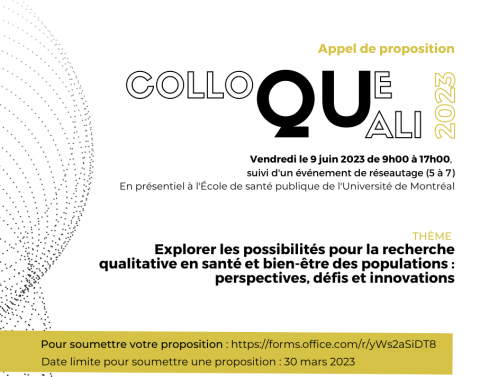 Appel de proposition
COLLOQUE
QUALI
2023
Vendredi le 9 juin 2023 de 9h00 à 17h00,
suivi d'un événement de réseautage (5 à 7)
En présentiel à l'École de santé publique de l'Université de Montréal
THÈME
Explorer les possibilités pour la recherche
qualitative en santé et bien-être des populations :
perspectives, défis et innovations
Pour soumettre votre proposition : https://forms.office.com/r/yWs2aSiDT8
Date limite pour soumettre une proposition : 30 mars 2023